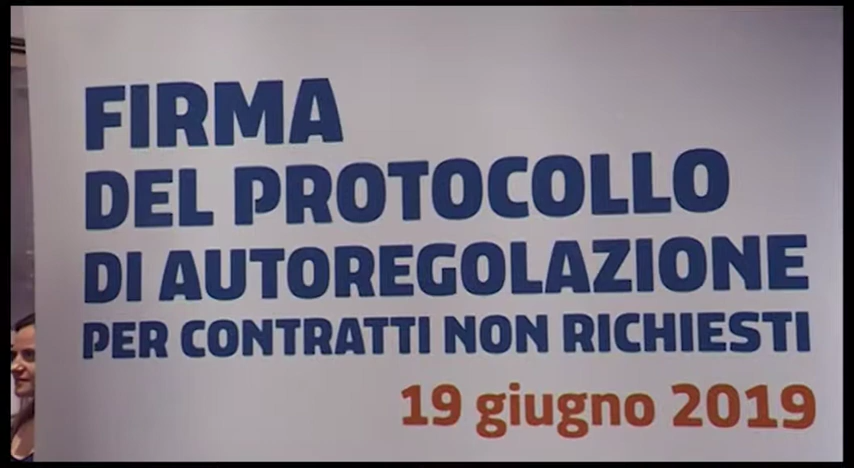 FIRMA
DEL PROTOCOLLO
DI AUTOREGOLAZIONE
PER CONTRATTI NON RICHIESTI
19 giugno 2019